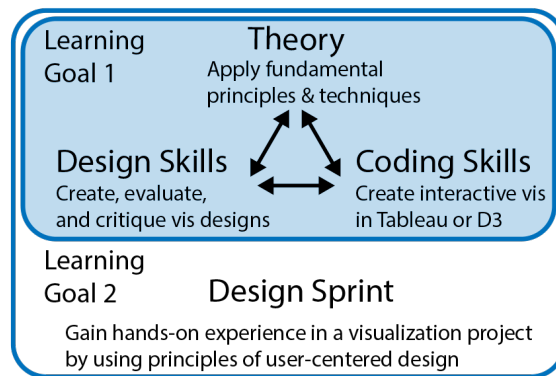 Learning
Goal 1
Theory
Apply fundamental
principles & techniques
Design Skills
Create, evaluate,
and critique vis designs
Coding Skills
Create interactive vis
in Tableau or D3
Learning
Goal 2
Design Sprint
Gain hands-on experience in a visualization project
by using principles of user-centered design